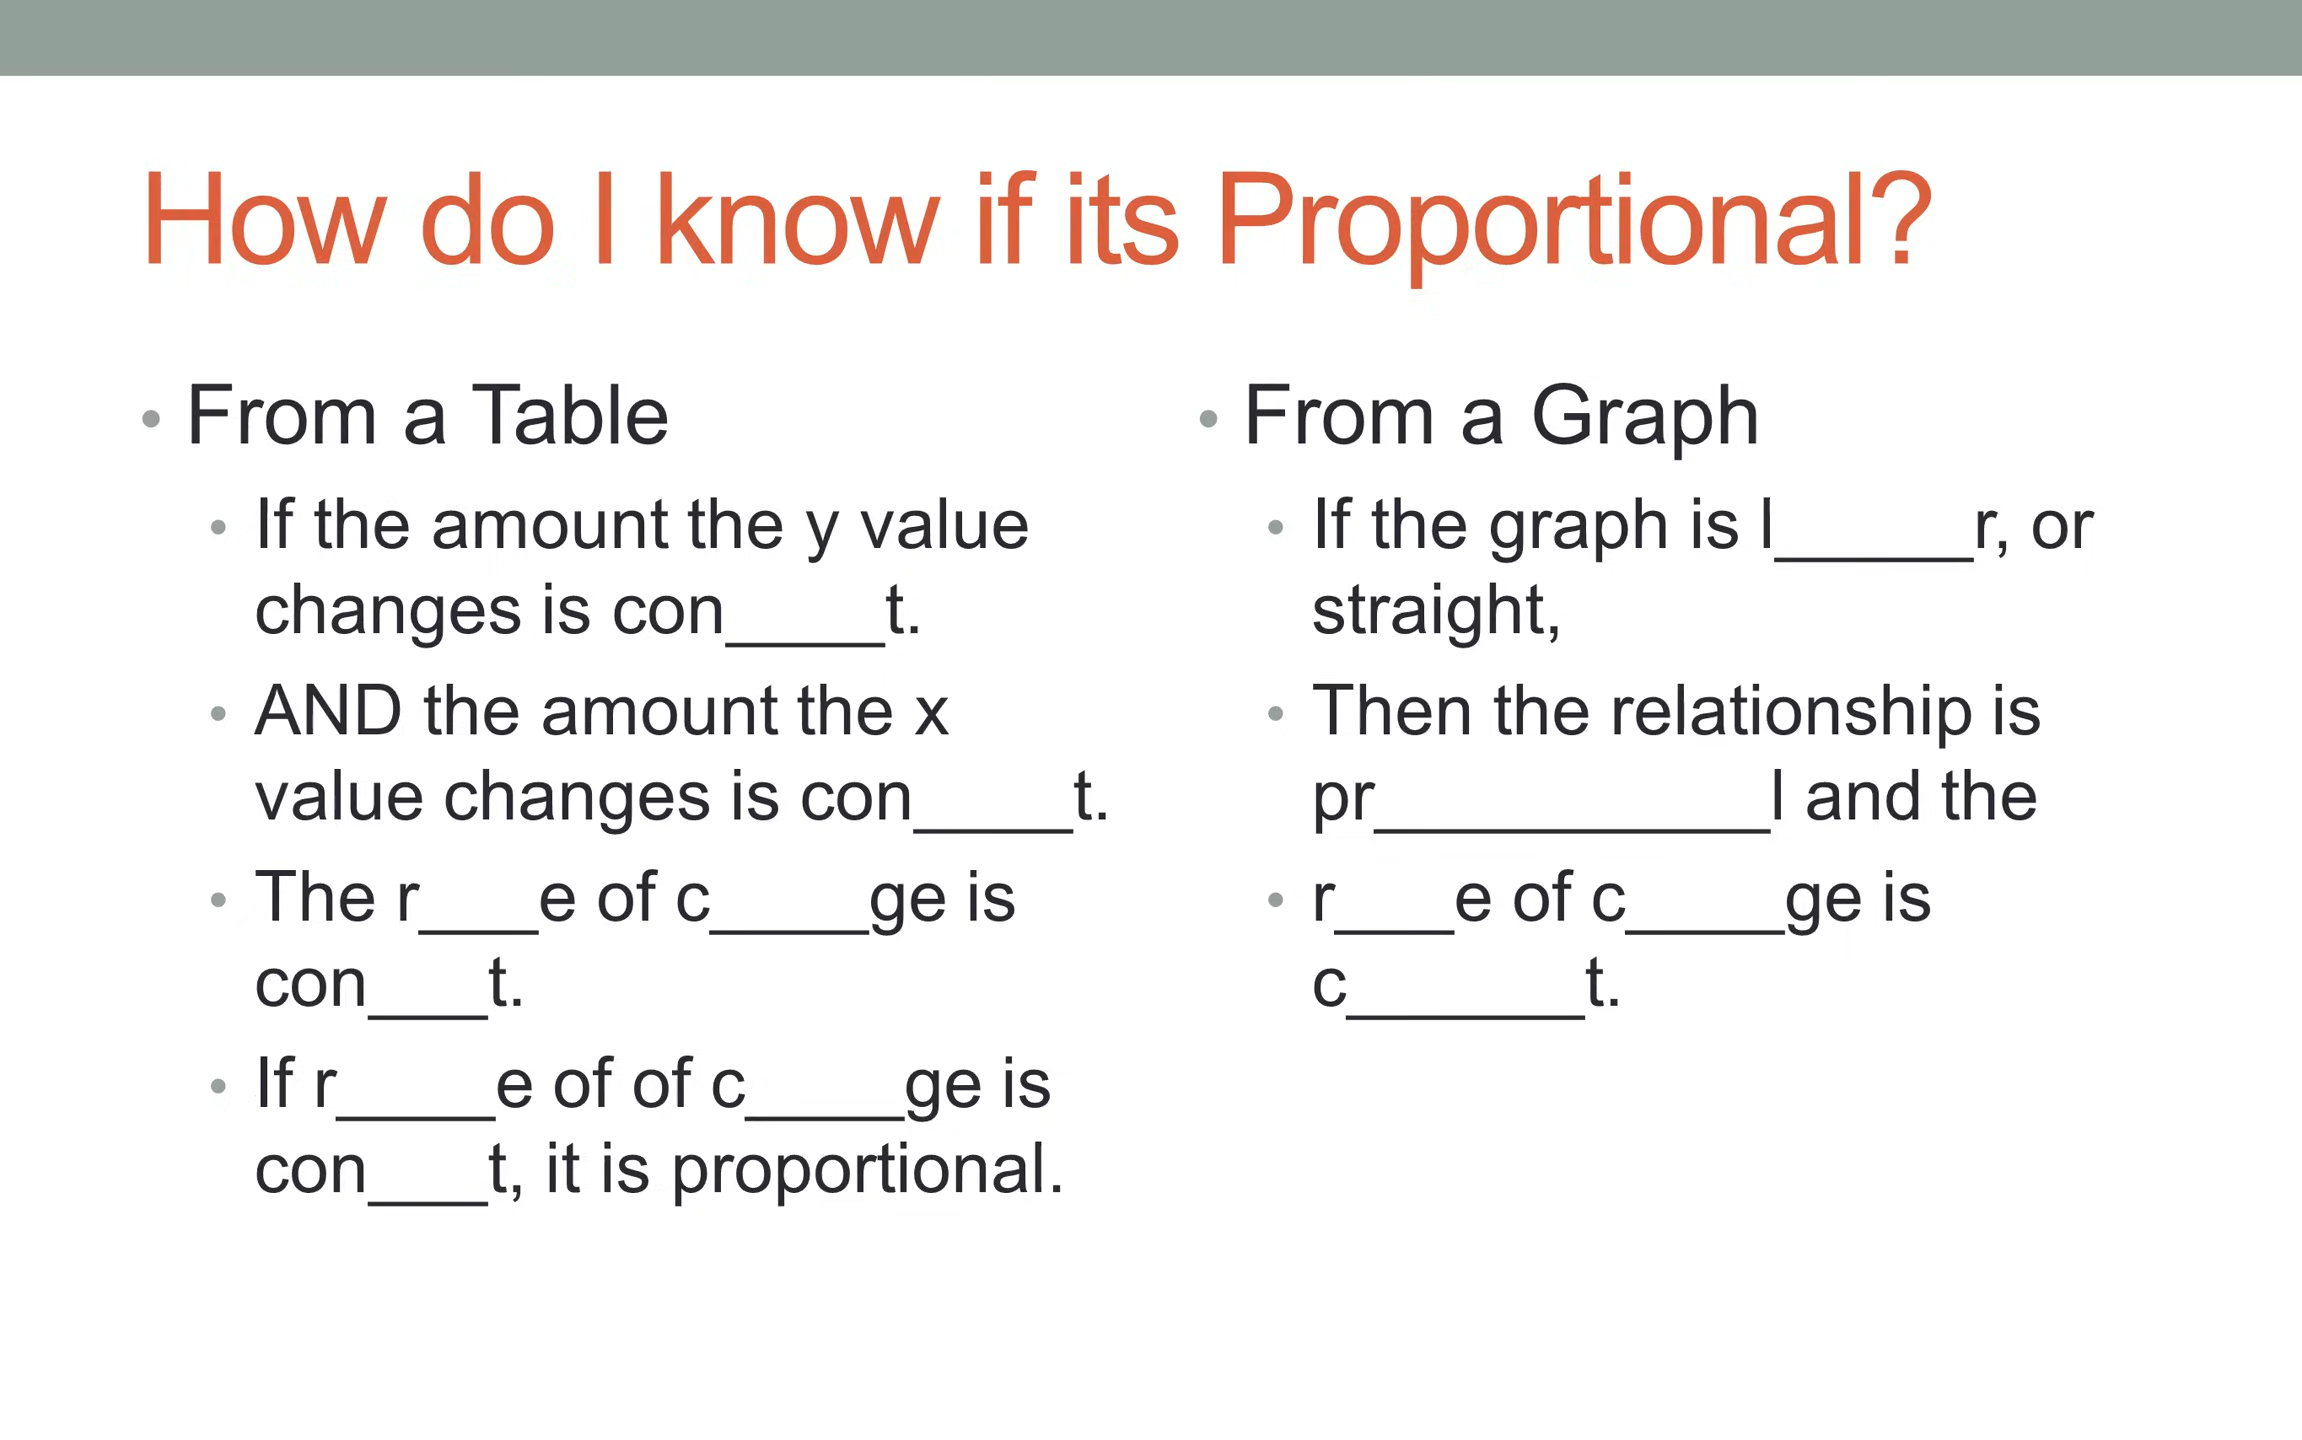 How do I know if its Proportional?
• From a Table
• If the amount the y value
changes is con____t.
• AND the amount the x
value changes is con____t.
• The r___e of c____ge is
con___t.
• If r____e of of c____ge is
con___t, it is proportional.
• From a Graph
• If the graph is l_____r, or
straight,
• Then the relationship is
pr__________l and the
• r___e of c____ge is
c______t.